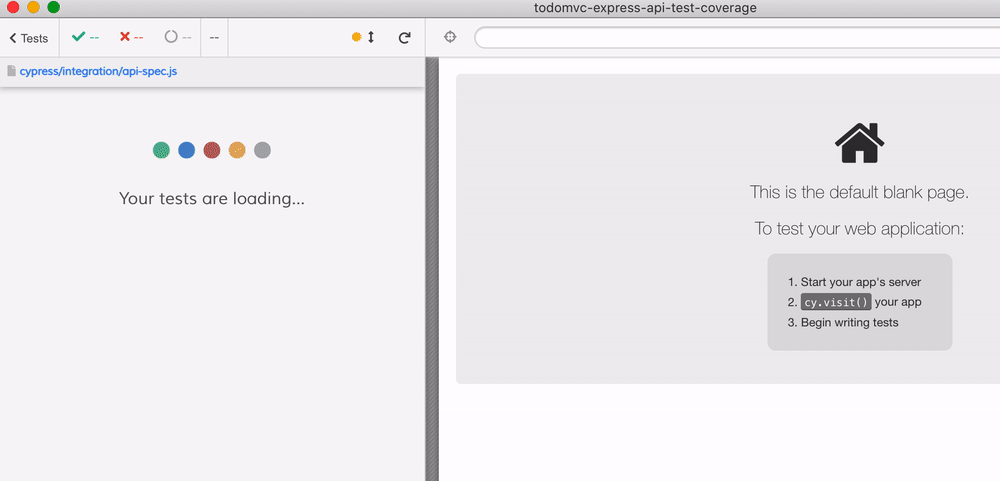 todomvc-express-api-test-coverage
Tests
--
--
--
--
cypress/integration/api-spec.js
Your tests are loading...
This is the default blank page.
To test your web application:
1. Start your app's server
2. cy.visit() your app
3. Begin writing tests